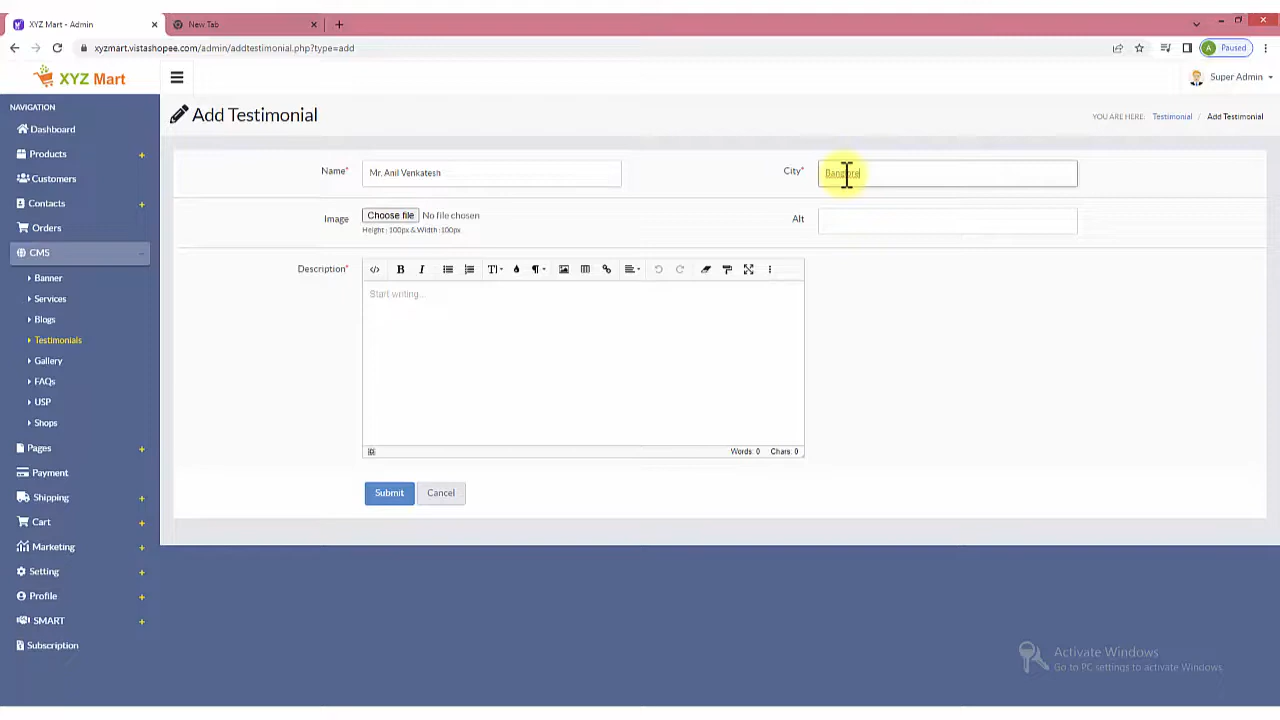 XYZ Mart - Admin
New Tab
xyzmart.vistashopee.com/admin/addtestimonial.php?type=add
A Paused
XYZ Mart
Super Admin
NAVIGATION
Dashboard
Products +
Customers
Contacts +
Orders
CMS -
Banner
Services
Blogs
Testimonials
Gallery
FAQs
USP
Shops
Pages +
Payment
Shipping +
Cart +
Marketing +
Setting +
Profile +
SMART +
Subscription
Add Testimonial
YOU ARE HERE: Testimonial / Add Testimonial
Name* Mr. Anil Venkatesh
City*
Image Choose file No file chosen
Height : 100px & Width :100px
Alt
Description*
Start writing...
Words: 0 Chars: 0
Submit Cancel
Activate Windows
Go to PC settings to activate Windows.